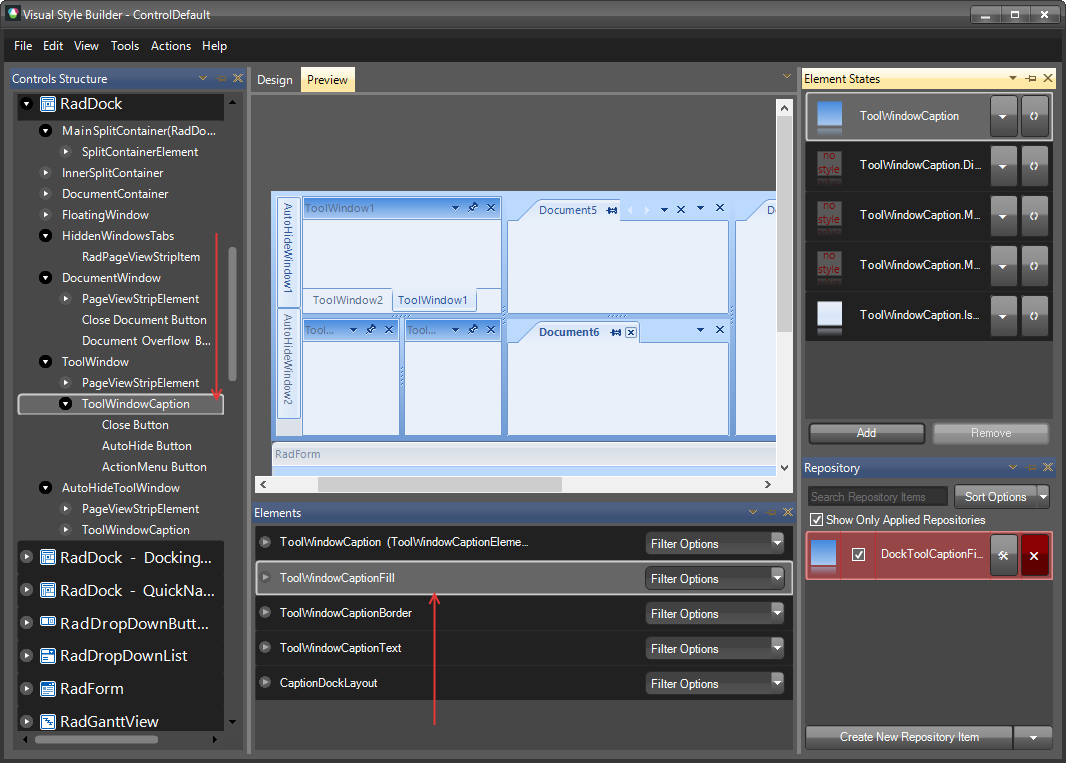 Visual Style Builder - ControlDefault
File Edit View Tools Actions Help
Controls Structure
RadDock
MainSplitContainer(RadDo...
SplitContainerElement
InnerSplitContainer
DocumentContainer
FloatingWindow
HiddenWindowsTabs
RadPageViewStripItem
DocumentWindow
PageViewStripElement
Close Document Button
Document Overflow B...
ToolWindow
PageViewStripElement
ToolWindowCaption
Close Button
AutoHide Button
ActionMenu Button
AutoHideToolWindow
PageViewStripElement
ToolWindowCaption
RadDock - Docking...
RadDock - QuickNa...
RadDropDownButt...
RadDropDownList
RadForm
RadGanttView
Design Preview
AutoHideWindow1
AutoHideWindow2
ToolWindow1
ToolWindow2 ToolWindow1
Tool...
Tool...
Document5
Document6
RadForm
Elements
ToolWindowCaption (ToolWindowCaptionEleme... Filter Options
ToolWindowCaptionFill Filter Options
ToolWindowCaptionBorder Filter Options
ToolWindowCaptionText Filter Options
CaptionDockLayout Filter Options
Element States
ToolWindowCaption
no style ToolWindowCaption.Di...
no style ToolWindowCaption.M...
no style ToolWindowCaption.M...
ToolWindowCaption.Is...
Add Remove
Repository
Search Repository Items Sort Options
Show Only Applied Repositories
DockToolCaptionFi...
Create New Repository Item